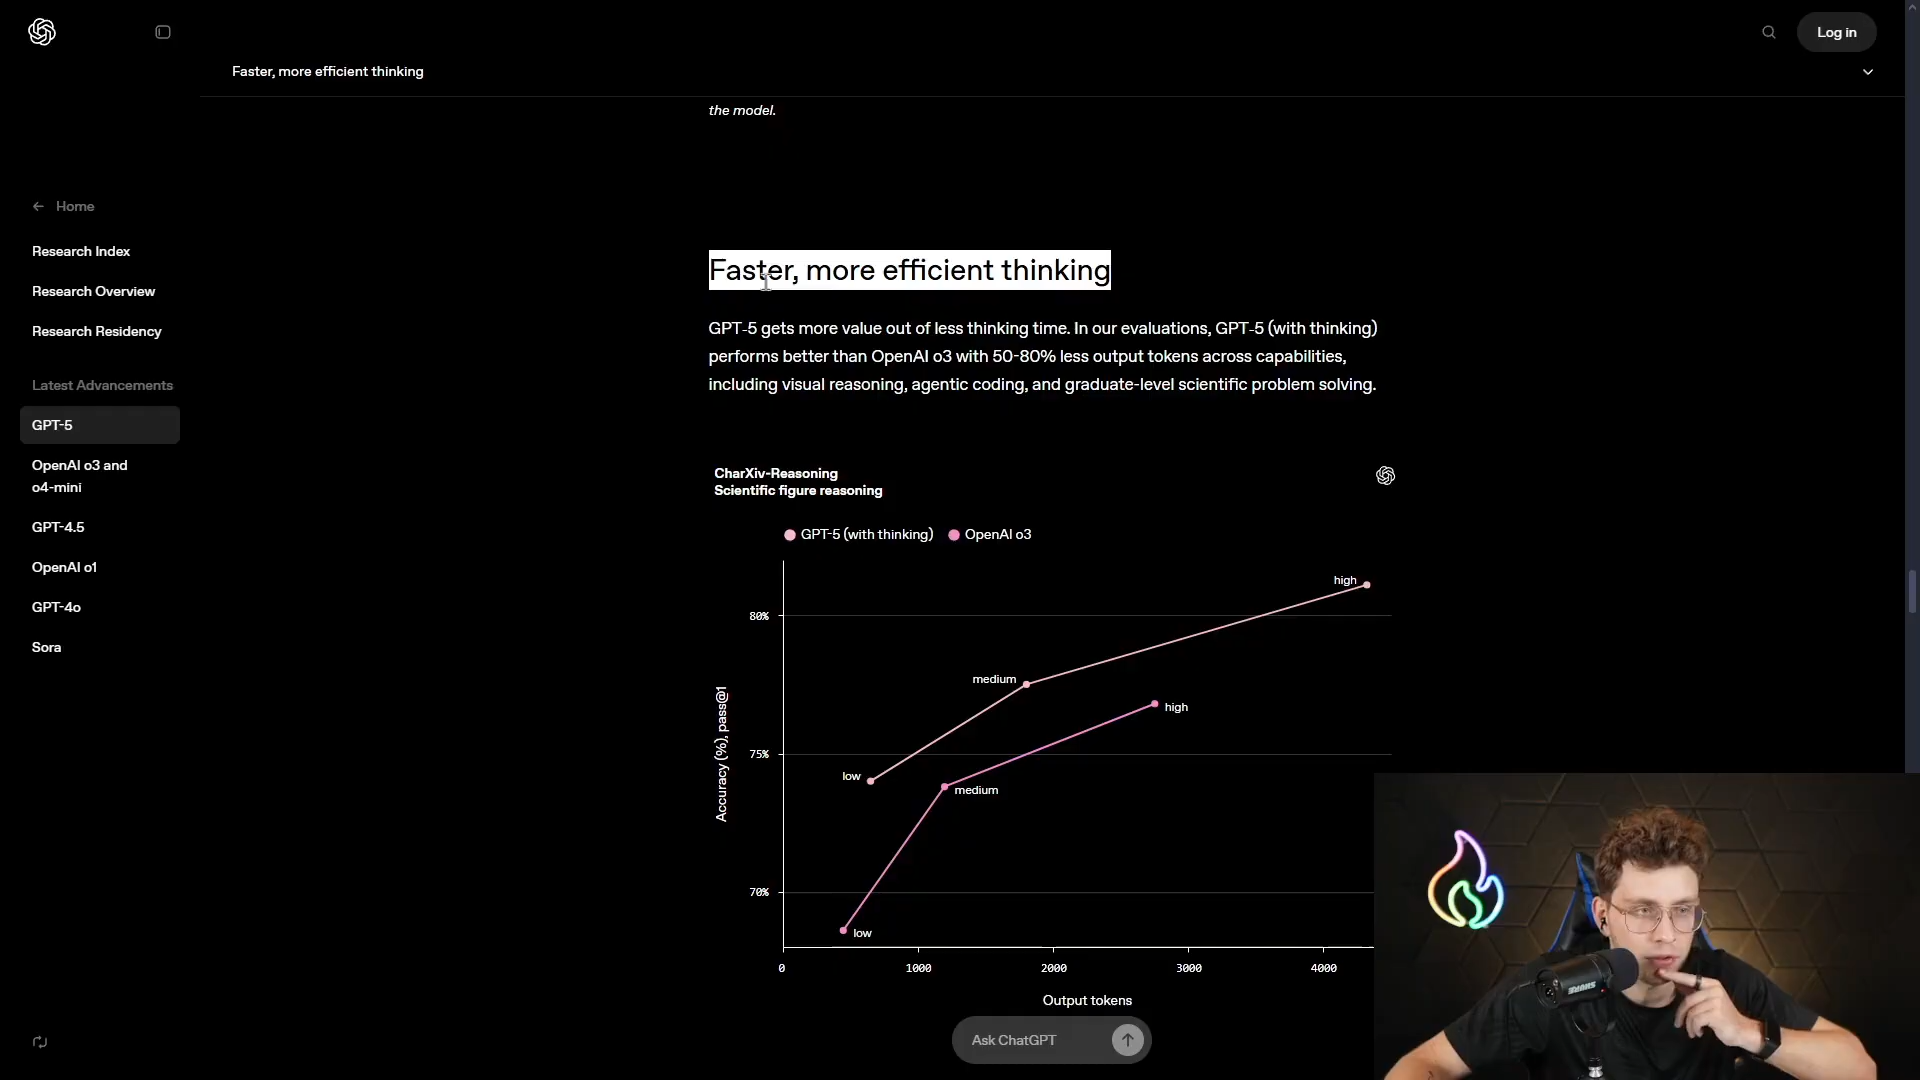 Log in
Faster, more efficient thinking
the model.
Home
Research Index
Research Overview
Research Residency
Latest Advancements
GPT-5
OpenAI o3 and
o4-mini
GPT-4.5
OpenAI o1
GPT-4o
Sora
Faster, more efficient thinking
GPT-5 gets more value out of less thinking time. In our evaluations, GPT-5 (with thinking)
performs better than OpenAI o3 with 50-80% less output tokens across capabilities,
including visual reasoning, agentic coding, and graduate-level scientific problem solving.
CharXiv-Reasoning
Scientific figure reasoning
GPT-5 (with thinking) OpenAI o3
high
80%
medium
high
Accuracy (%), pass@1
75%
low
medium
70%
low
0 1000 2000 3000 4000
Output tokens
Ask ChatGPT
SHURE